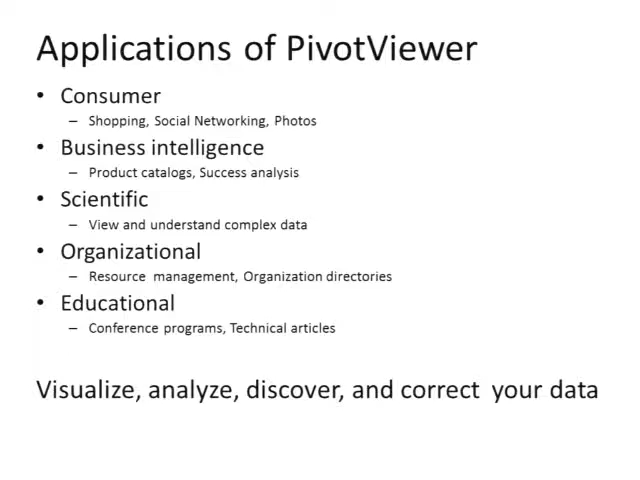 Applications of PivotViewer
• Consumer
– Shopping, Social Networking, Photos
• Business intelligence
– Product catalogs, Success analysis
• Scientific
– View and understand complex data
• Organizational
– Resource management, Organization directories
• Educational
– Conference programs, Technical articles
Visualize, analyze, discover, and correct your data